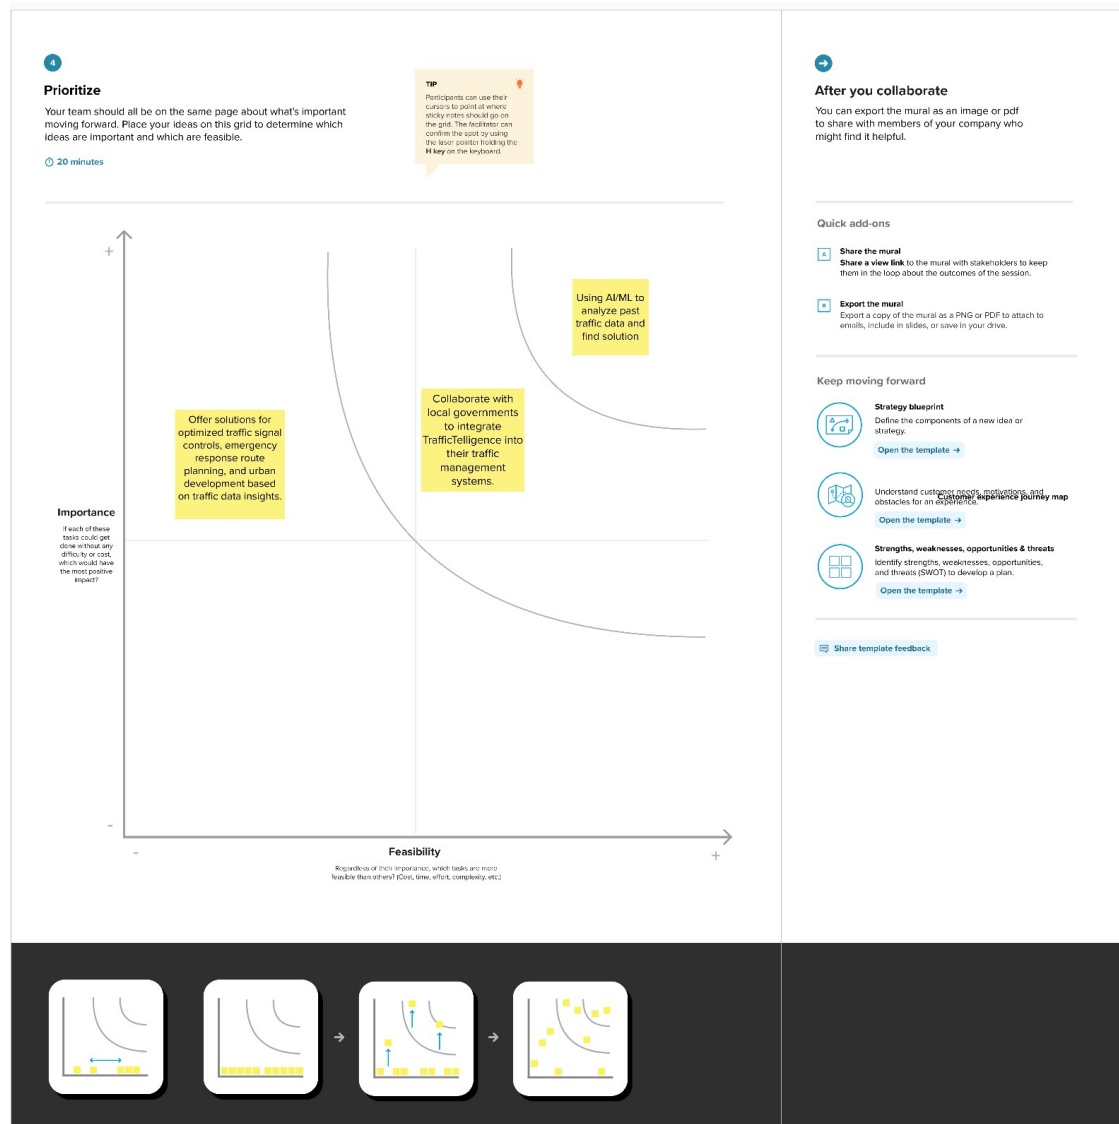 4
Prioritize
Your team should all be on the same page about what's important
moving forward. Place your ideas on this grid to determine which
ideas are important and which are feasible.
20 minutes
TIP
Participants can use their
cursors to point at where
sticky notes should go on
the grid. The facilitator can
confirm the spot by using
the laser pointer holding the
H key on the keyboard.
+
Using AI/ML to
analyze past
traffic data and
find solution
Collaborate with
local governments
to integrate
TrafficTelligence into
their traffic
management
systems.
Offer solutions for
optimized traffic signal
controls, emergency
response route
planning, and urban
development based
on traffic data insights.
Importance
If each of these
tasks could get
done without any
difficulty or cost,
which would have
the most positive
impact?
-
-
Feasibility
+
Regardless of their importance, which tasks are more
feasible than others? (Cost, time, effort, complexity, etc.)
After you collaborate
You can export the mural as an image or pdf
to share with members of your company who
might find it helpful.
Quick add-ons
A
Share the mural
Share a view link to the mural with stakeholders to keep
them in the loop about the outcomes of the session.
B
Export the mural
Export a copy of the mural as a PNG or PDF to attach to
emails, include in slides, or save in your drive.
Keep moving forward
Strategy blueprint
Define the components of a new idea or
strategy.
Open the template →
Customer experience journey map
Understand customer needs, motivations, and
obstacles for an experience.
Open the template →
Strengths, weaknesses, opportunities & threats
Identify strengths, weaknesses, opportunities,
and threats (SWOT) to develop a plan.
Open the template →
Share template feedback